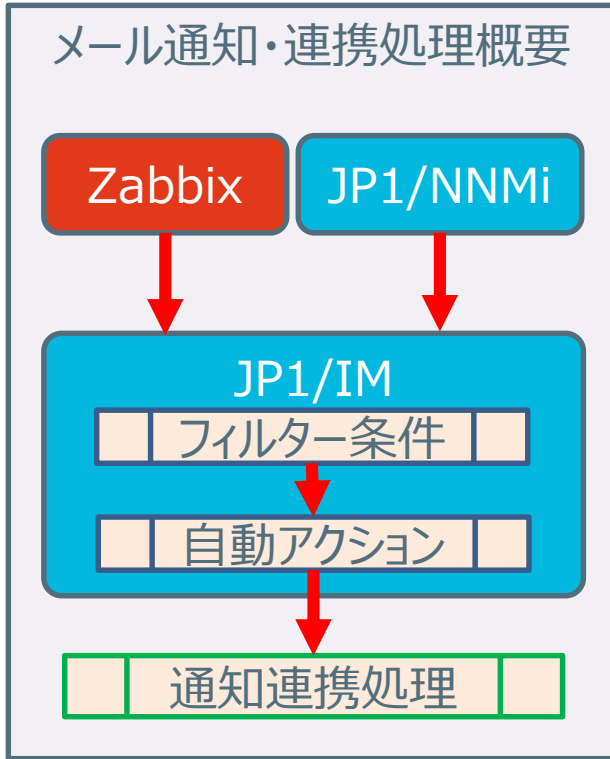 メール通知・連携処理概要
Zabbix
JP1/NNMi
JP1/IM
フィルター条件
自動アクション
通知連携処理